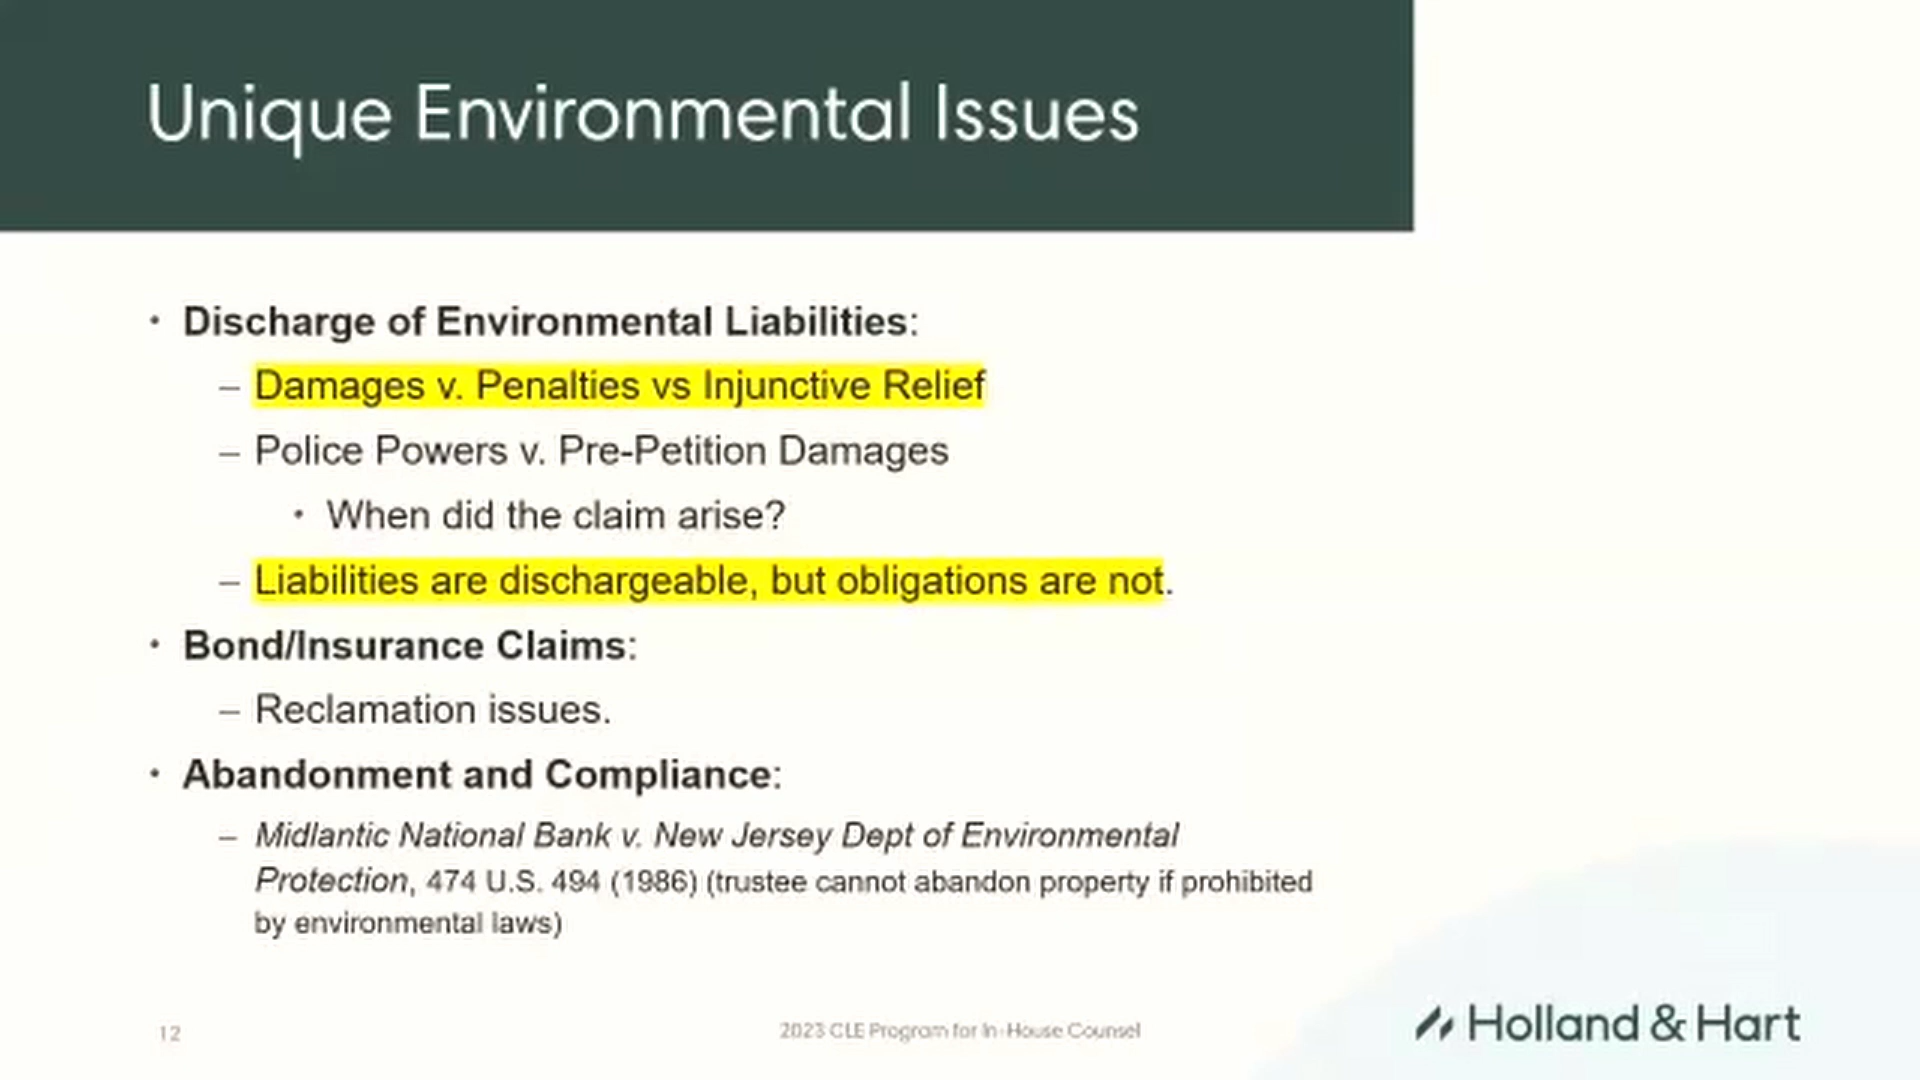 Unique Environmental Issues
• Discharge of Environmental Liabilities:
– Damages v. Penalties vs Injunctive Relief
– Police Powers v. Pre-Petition Damages
• When did the claim arise?
– Liabilities are dischargeable, but obligations are not.
• Bond/Insurance Claims:
– Reclamation issues.
• Abandonment and Compliance:
– Midlantic National Bank v. New Jersey Dept of Environmental
Protection, 474 U.S. 494 (1986) (trustee cannot abandon property if prohibited
by environmental laws)
12
2023 CLE Program for In-House Counsel
Holland & Hart